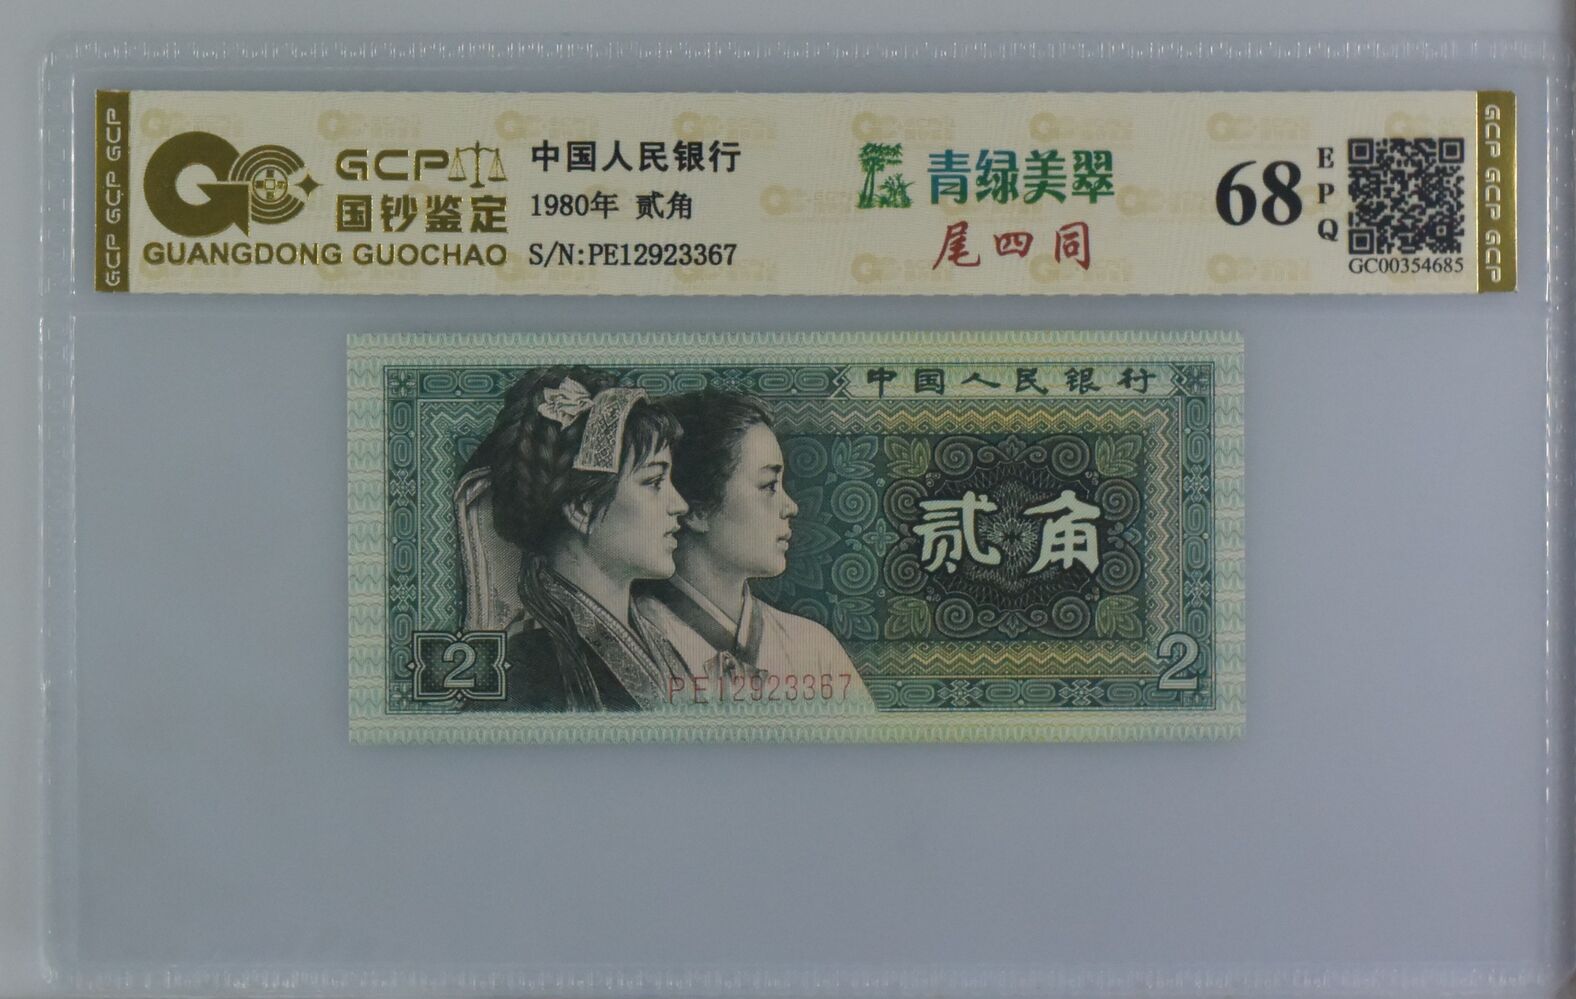 GCP GCP GCP
GCP
国钞鉴定
GUANGDONG GUOCHAO
中国人民银行
1980年 贰角
S/N:PE12923367
青绿美翠
尾四同
68
EPQ
GC00354685
GCP GCP GCP
中国人民银行
贰角
2
2
PE12923367